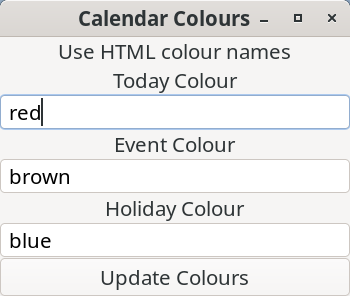 Calendar Colours
Use HTML colour names
Today Colour
red
Event Colour
brown
Holiday Colour
blue
Update Colours